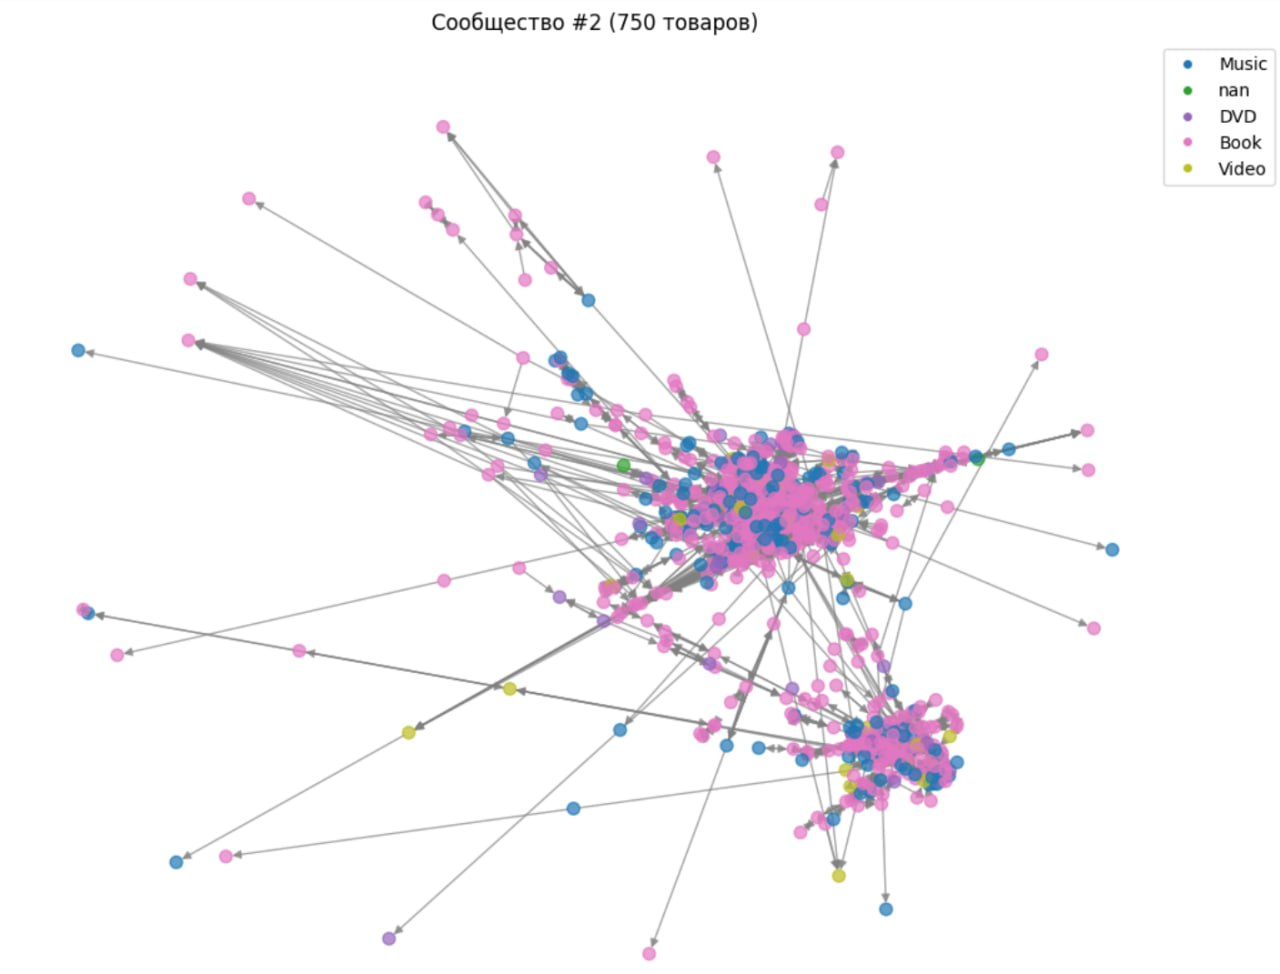 Сообщество #2 (750 товаров)
Music
nan
DVD
Book
Video